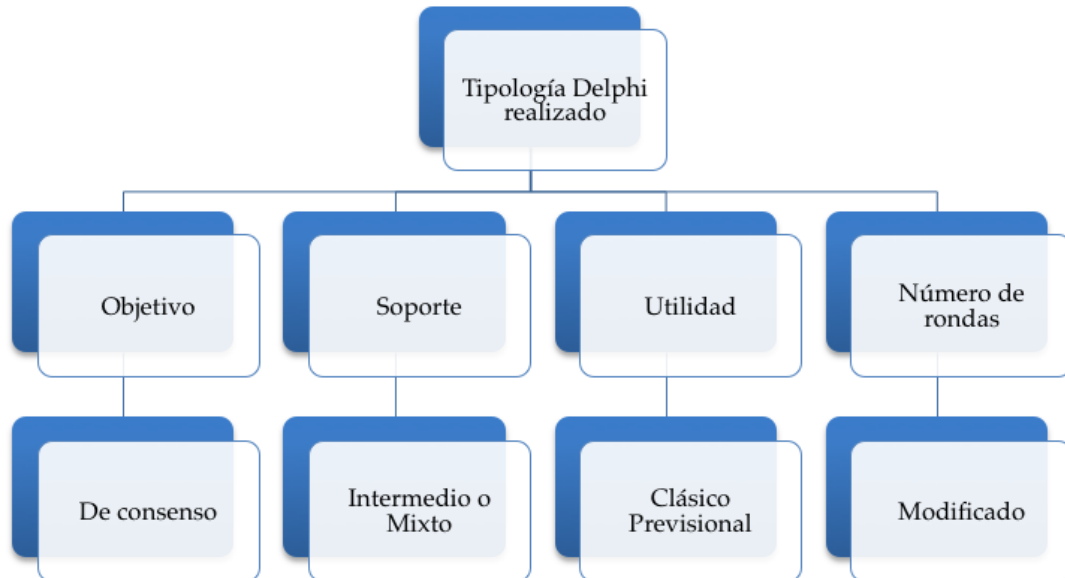 Tipología Delphi
realizado
Objetivo
Soporte
Utilidad
Número de
rondas
De consenso
Intermedio o
Mixto
Clásico
Previsional
Modificado